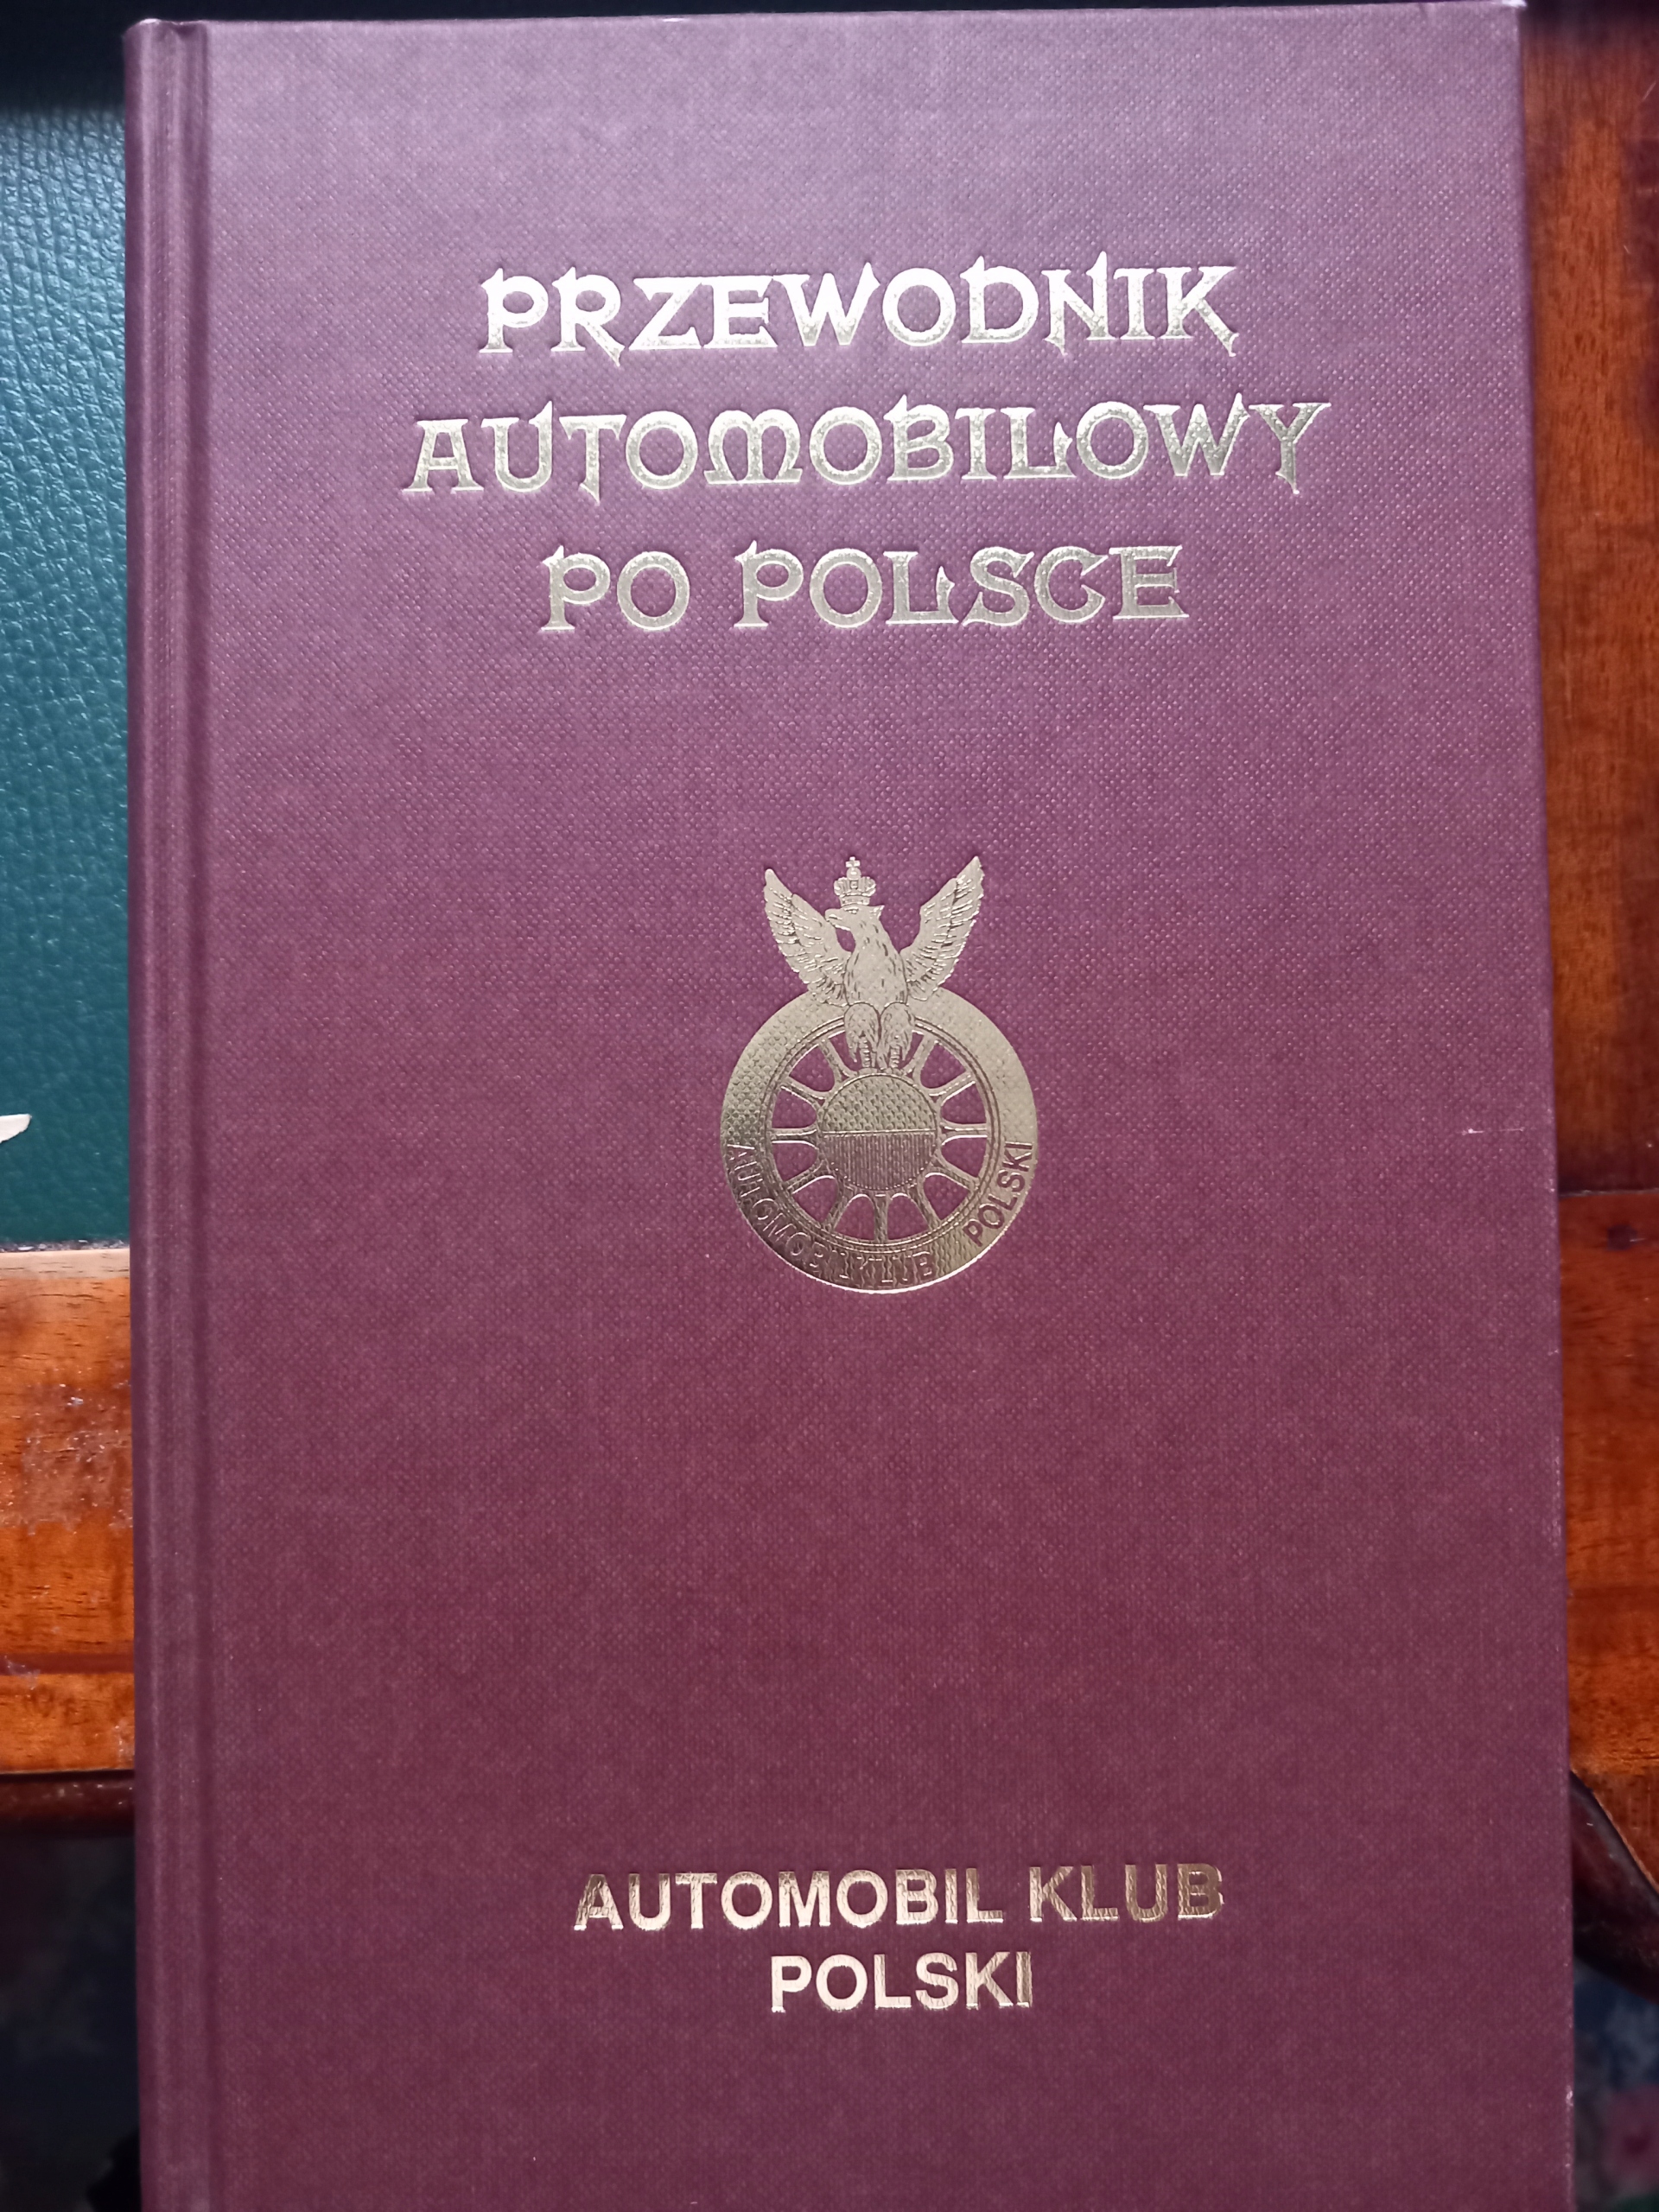 PRZEWODNIK
AUTOMOBILOWY
PO POLSCE
AUTOMOBILKLUB POLSKI
AUTOMOBIL KLUB
POLSKI